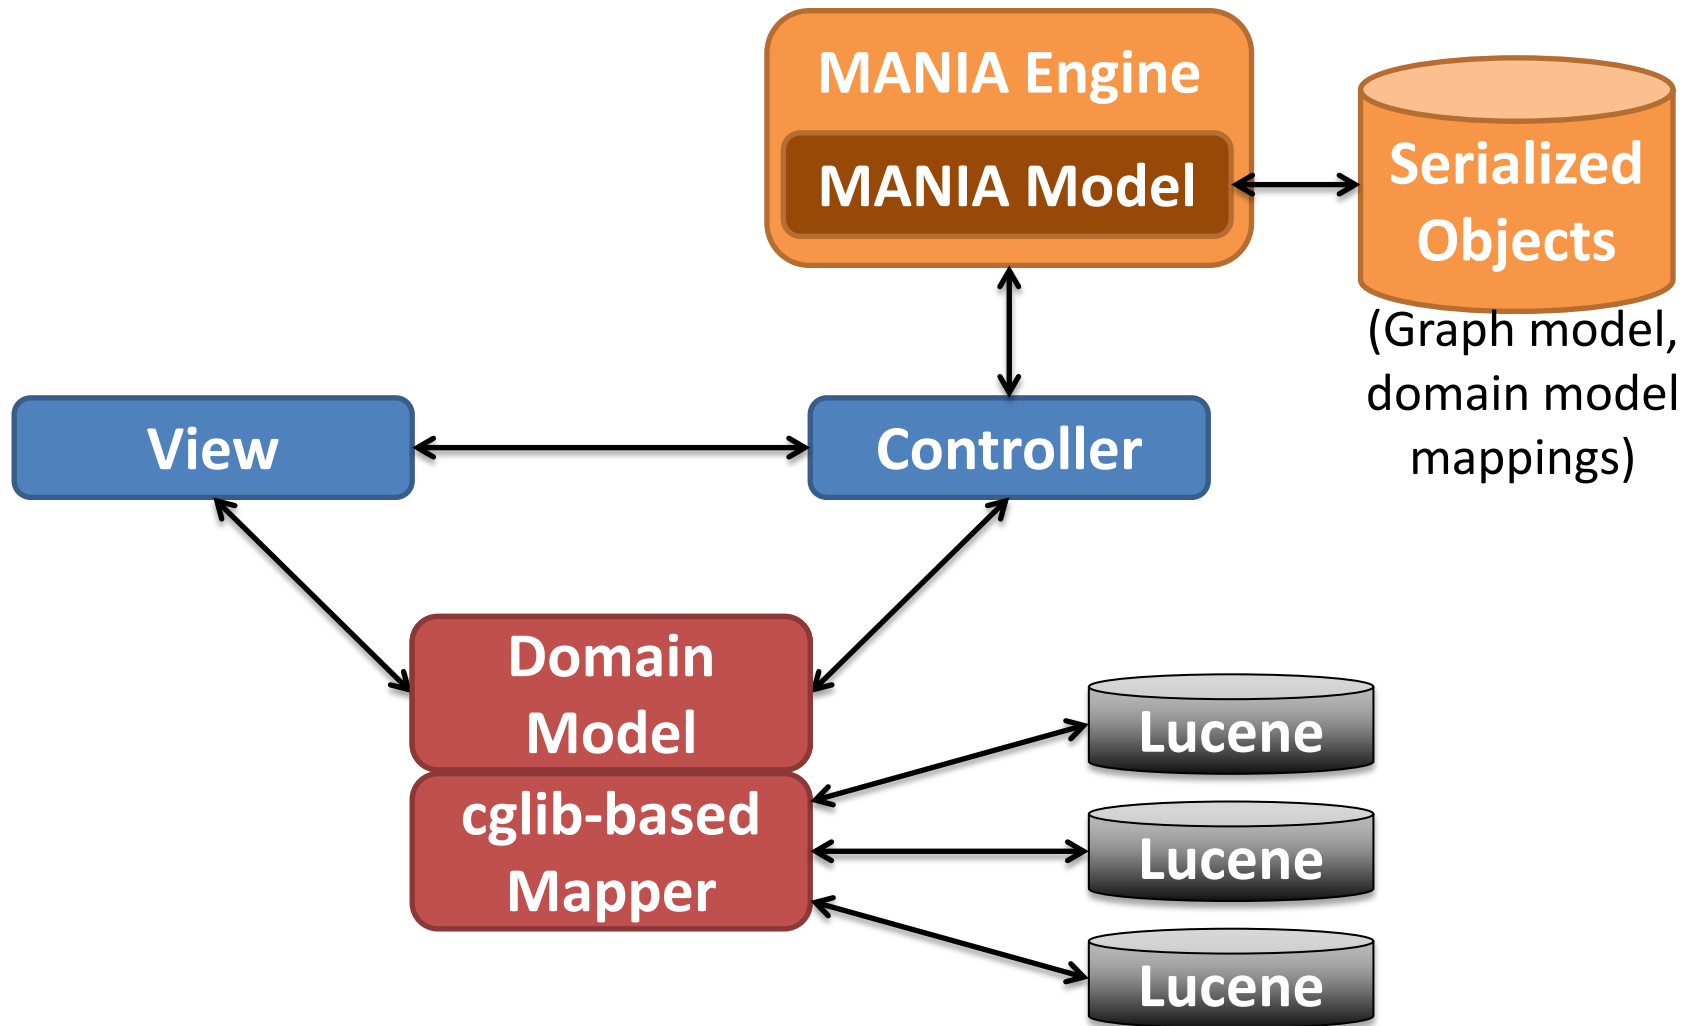 MANIA Engine
MANIA Model
Serialized
Objects
(Graph model,
domain model
mappings)
View
Controller
Domain
Model
cglib-based
Mapper
Lucene
Lucene
Lucene